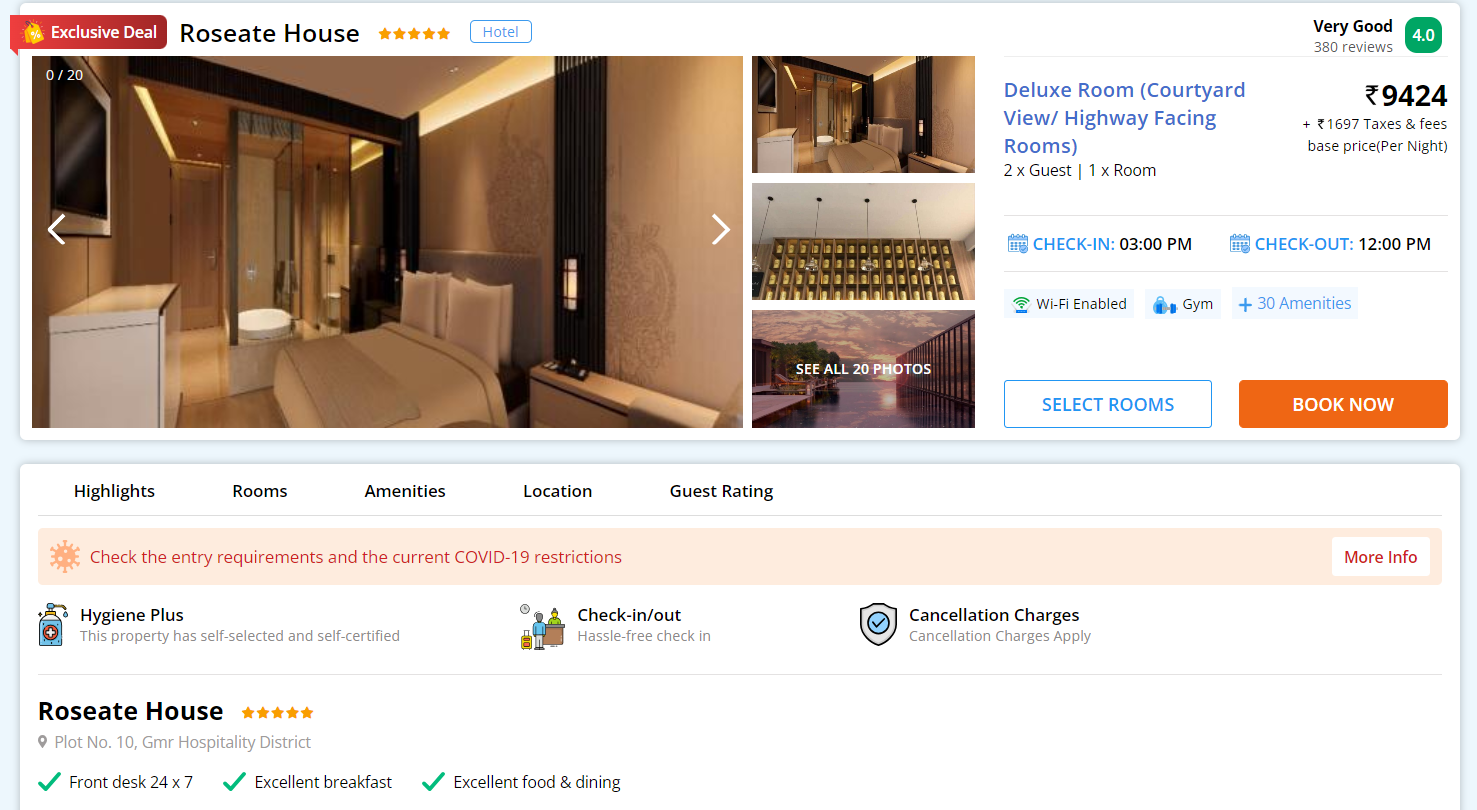 Exclusive Deal
Roseate House
Hotel
Very Good
380 reviews
4.0
0 / 20
SEE ALL 20 PHOTOS
Deluxe Room (Courtyard
View/ Highway Facing
Rooms)
2 x Guest | 1 x Room
₹9424
+ ₹1697 Taxes & fees
base price(Per Night)
CHECK-IN: 03:00 PM
CHECK-OUT: 12:00 PM
Wi-Fi Enabled
Gym
+ 30 Amenities
SELECT ROOMS
BOOK NOW
Highlights
Rooms
Amenities
Location
Guest Rating
Check the entry requirements and the current COVID-19 restrictions
More Info
Hygiene Plus
This property has self-selected and self-certified
Check-in/out
Hassle-free check in
Cancellation Charges
Cancellation Charges Apply
Roseate House
Plot No. 10, Gmr Hospitality District
Front desk 24 x 7
Excellent breakfast
Excellent food & dining